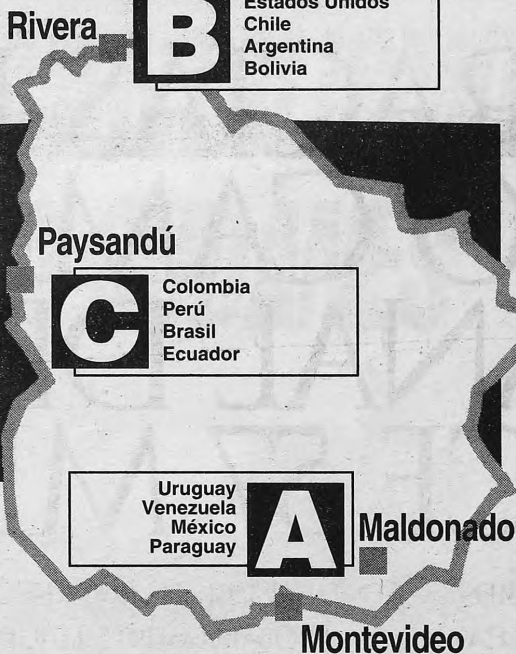 Estados Unidos
Chile
Argentina
Bolivia
Rivera
B
Paysandú
C
Colombia
Perú
Brasil
Ecuador
Uruguay
Venezuela
México
Paraguay
A
Maldonado
Montevideo